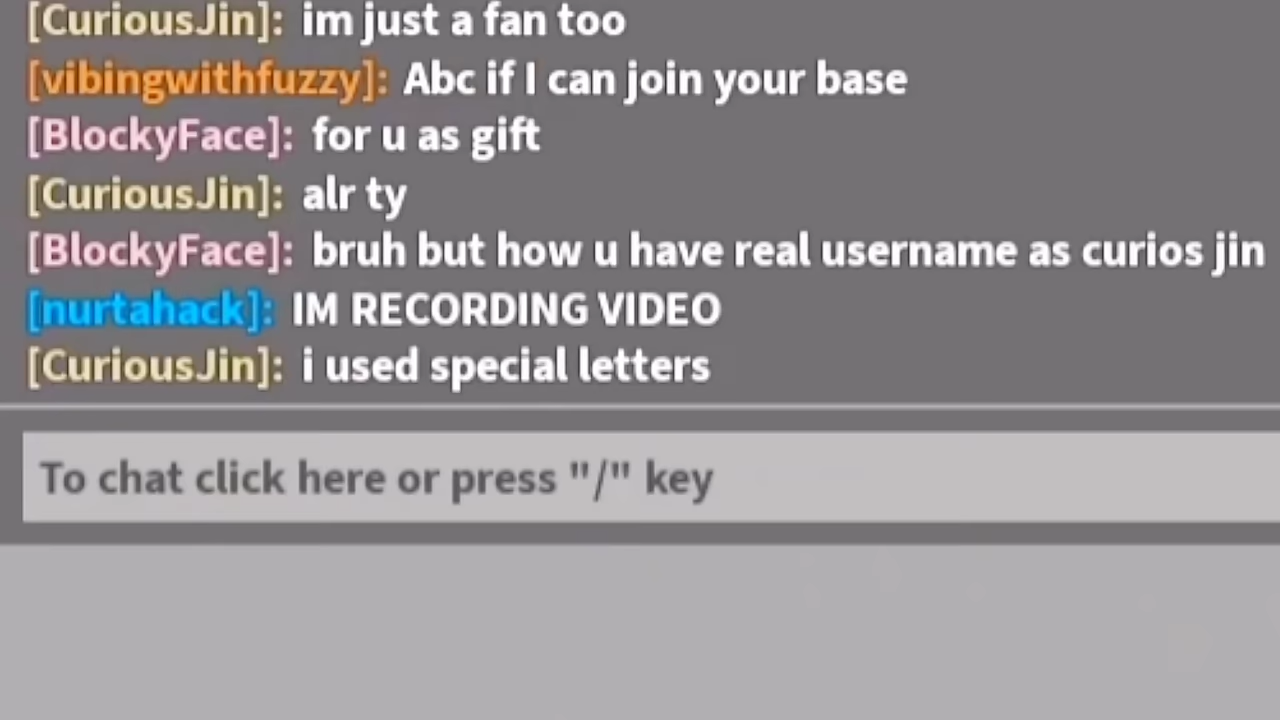 [CuriousJin]: im just a fan too
[vibingwithfuzzy]: Abc if I can join your base
[BlockyFace]: for u as gift
[CuriousJin]: alr ty
[BlockyFace]: bruh but how u have real username as curios jin
[nurtahack]: IM RECORDING VIDEO
[CuriousJin]: i used special letters
To chat click here or press "/" key